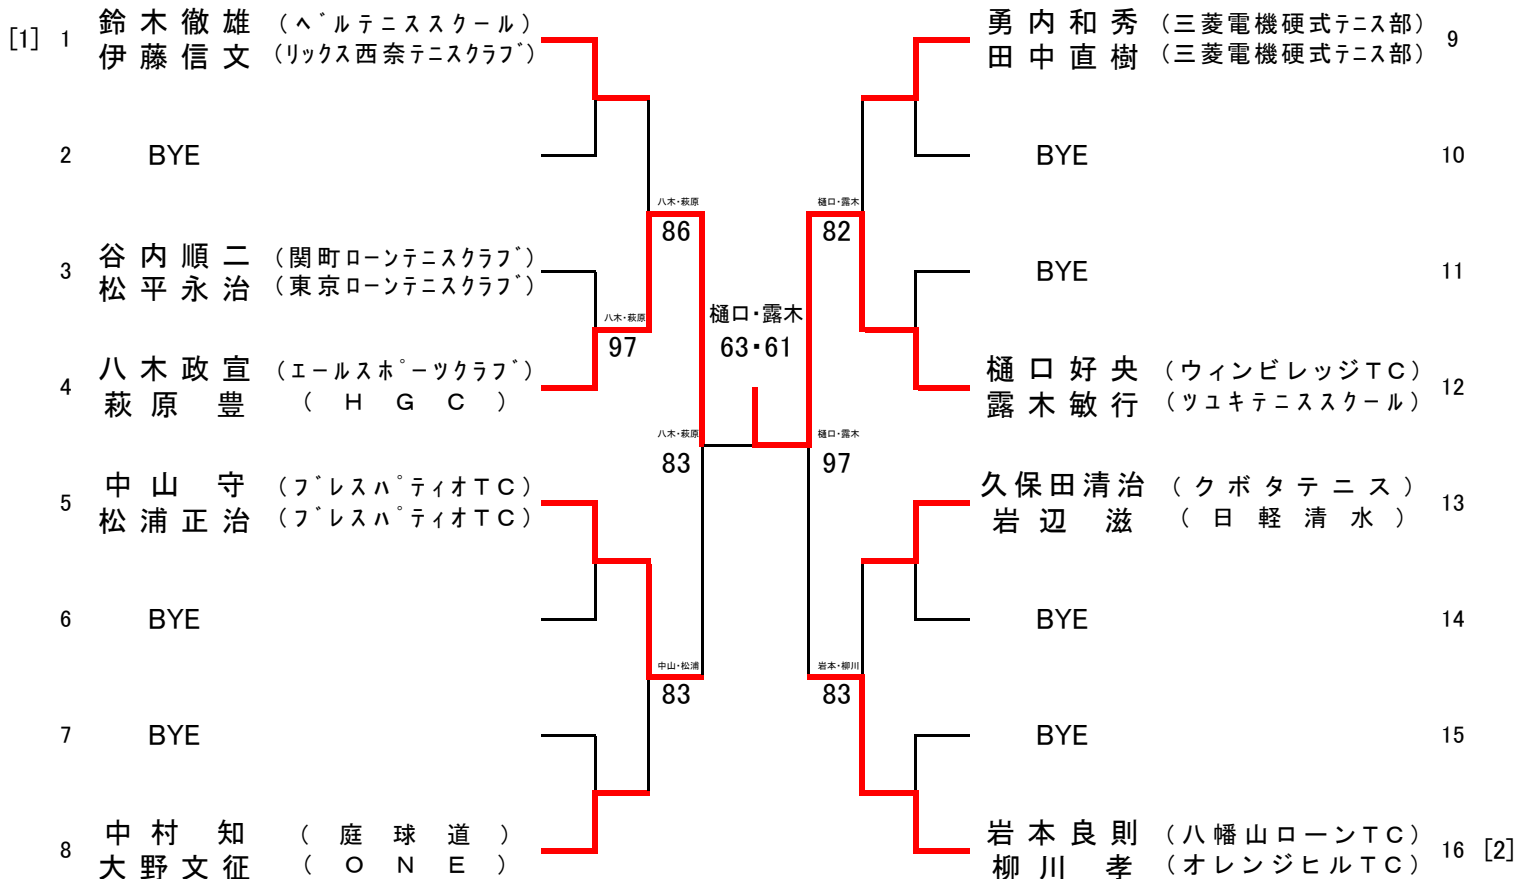 [1] 1 鈴木徹雄 (ベルテニススクール)
伊藤信文 (リックス西奈テニスクラブ)
2 BYE
3 谷内順二 (関町ローンテニスクラブ)
松平永治 (東京ローンテニスクラブ)
4 八木政宣 (エールスポーツクラブ)
萩原 豊 (HGC)
5 中山 守 (ブレスパティオTC)
松浦正治 (ブレスパティオTC)
6 BYE
7 BYE
8 中村 知 (庭球道)
大野文征 (ONE)
八木・萩原
97
八木・萩原
86
中山・松浦
83
八木・萩原
83
樋口・露木
63・61
樋口・露木
82
樋口・露木
97
岩本・柳川
83
勇内和秀 (三菱電機硬式テニス部) 9
田中直樹 (三菱電機硬式テニス部)
BYE 10
BYE 11
樋口好央 (ウィンビレッジTC) 12
露木敏行 (ツユキテニススクール)
久保田清治 (クボタテニス) 13
岩辺 滋 (日軽清水)
BYE 14
BYE 15
岩本良則 (八幡山ローンTC) 16 [2]
柳川 孝 (オレンジヒルTC)